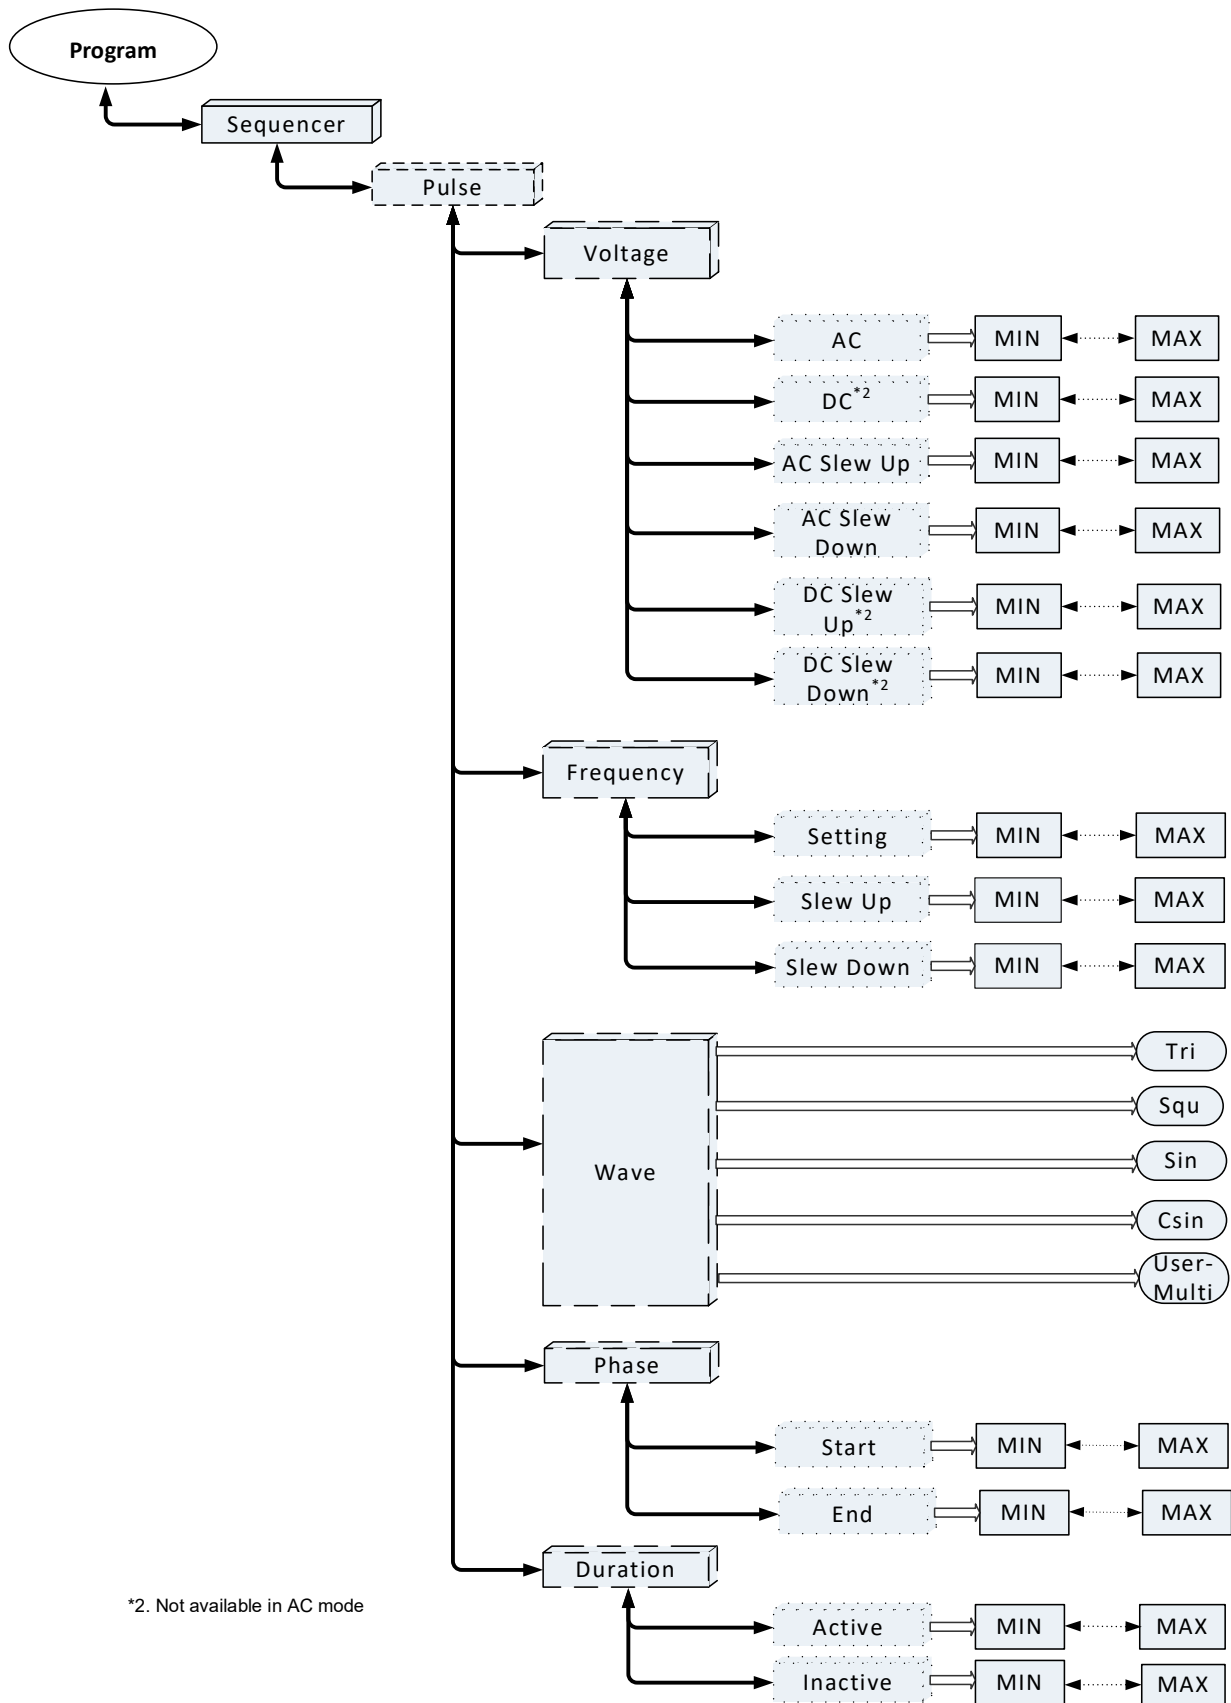 Program
Sequencer
Pulse
Voltage
AC MIN MAX
DC*2 MIN MAX
AC Slew Up MIN MAX
AC Slew
Down
MIN MAX
DC Slew
Up*2
MIN MAX
DC Slew
Down*2
MIN MAX
Frequency
Setting MIN MAX
Slew Up MIN MAX
Slew Down MIN MAX
Wave
Tri
Squ
Sin
Csin
User-
Multi
Phase
Start MIN MAX
End MIN MAX
Duration
*2. Not available in AC mode
Active MIN MAX
Inactive MIN MAX